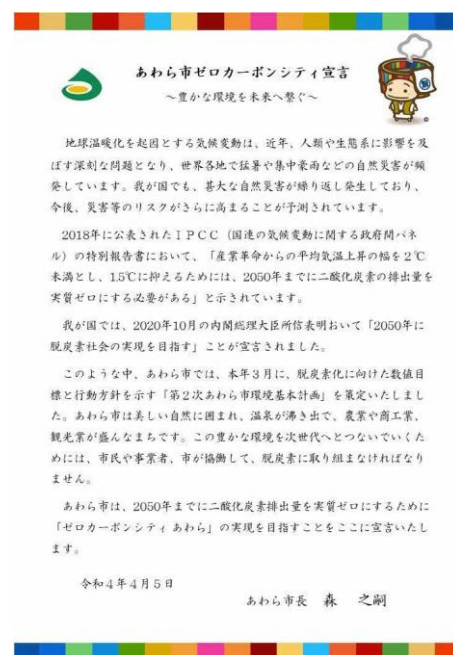 あわら市ゼロカーボンシティ宣言
～豊かな環境を未来へ繋ぐ～
地球温暖化を起因とする気候変動は、近年、人類や生態系に影響を及
ぼす深刻な問題となり、世界各地で猛暑や集中豪雨などの自然災害が頻
発しています。我が国でも、甚大な自然災害が繰り返し発生しており、
今後、災害等のリスクがさらに高まることが予測されています。
2018年に公表されたIPCC（国連の気候変動に関する政府間パネ
ル）の特別報告書において、「産業革命からの平均気温上昇の幅を2℃
未満とし、1.5℃に抑えるためには、2050年までに二酸化炭素の排出量を
実質ゼロにする必要がある」と示されています。
我が国では、2020年10月の内閣総理大臣所信表明おいて「2050年に
脱炭素社会の実現を目指す」ことが宣言されました。
このような中、あわら市では、本年3月に、脱炭素化に向けた数値目
標と行動方針を示す「第2次あわら市環境基本計画」を策定いたしまし
た。あわら市は美しい自然に囲まれ、温泉が沸き出で、農業や商工業、
観光業が盛んなまちです。この豊かな環境を次世代へとつないでいくた
めには、市民や事業者、市が協働して、脱炭素に取り組まなければなり
ません。
あわら市は、2050年までに二酸化炭素排出量を実質ゼロにするために
「ゼロカーボンシティ あわら」の実現を目指すことをここに宣言いたし
ます。
令和4年4月5日
あわら市長 森 之嗣